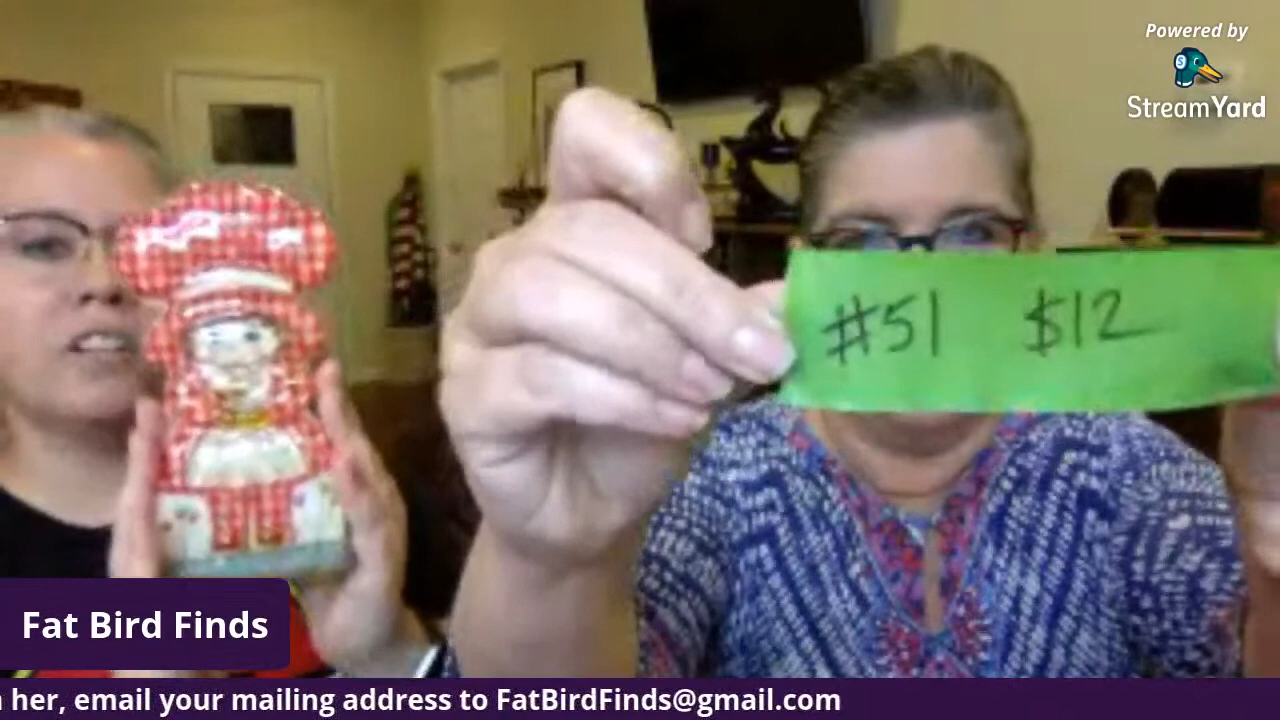 Powered by
StreamYard
#51 $12
Fat Bird Finds
her, email your mailing address to FatBirdFinds@gmail.com